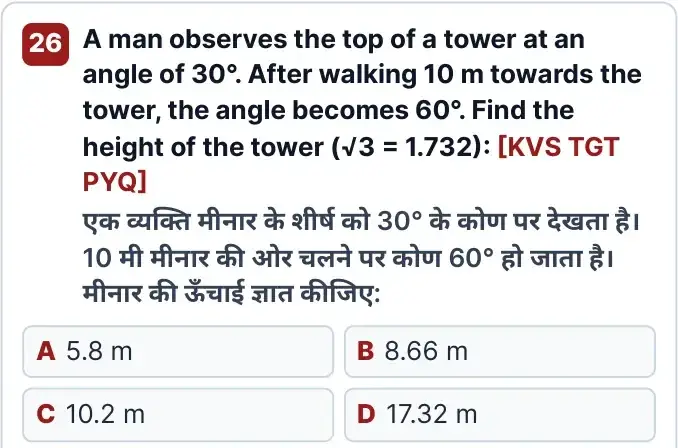 26 A man observes the top of a tower at an
angle of 30°. After walking 10 m towards the
tower, the angle becomes 60°. Find the
height of the tower (√3 = 1.732): [KVS TGT
PYQ]
एक व्यक्ति मीनार के शीर्ष को 30° के कोण पर देखता है।
10 मी मीनार की ओर चलने पर कोण 60° हो जाता है।
मीनार की ऊँचाई ज्ञात कीजिए:
A 5.8 m
B 8.66 m
C 10.2 m
D 17.32 m